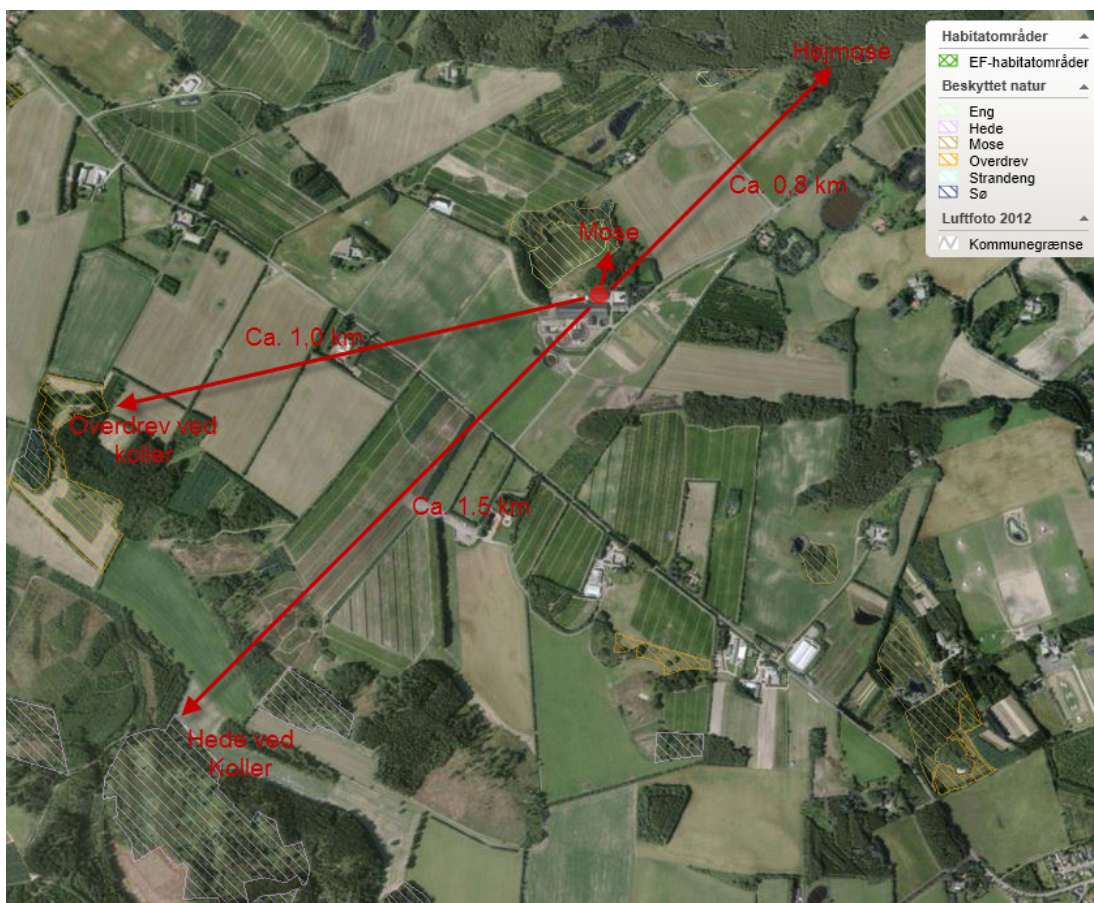 Højmose
Ca. 0,8 km
Mose
Ca. 1,0 km
Overdrev ved
koller
Ca. 1,5 km
Hede ved
Koller
Habitatområder
EF-habitatområder
Beskyttet natur
Eng
Hede
Mose
Overdrev
Strandeng
Sø
Luftfoto 2012
Kommunegrænse